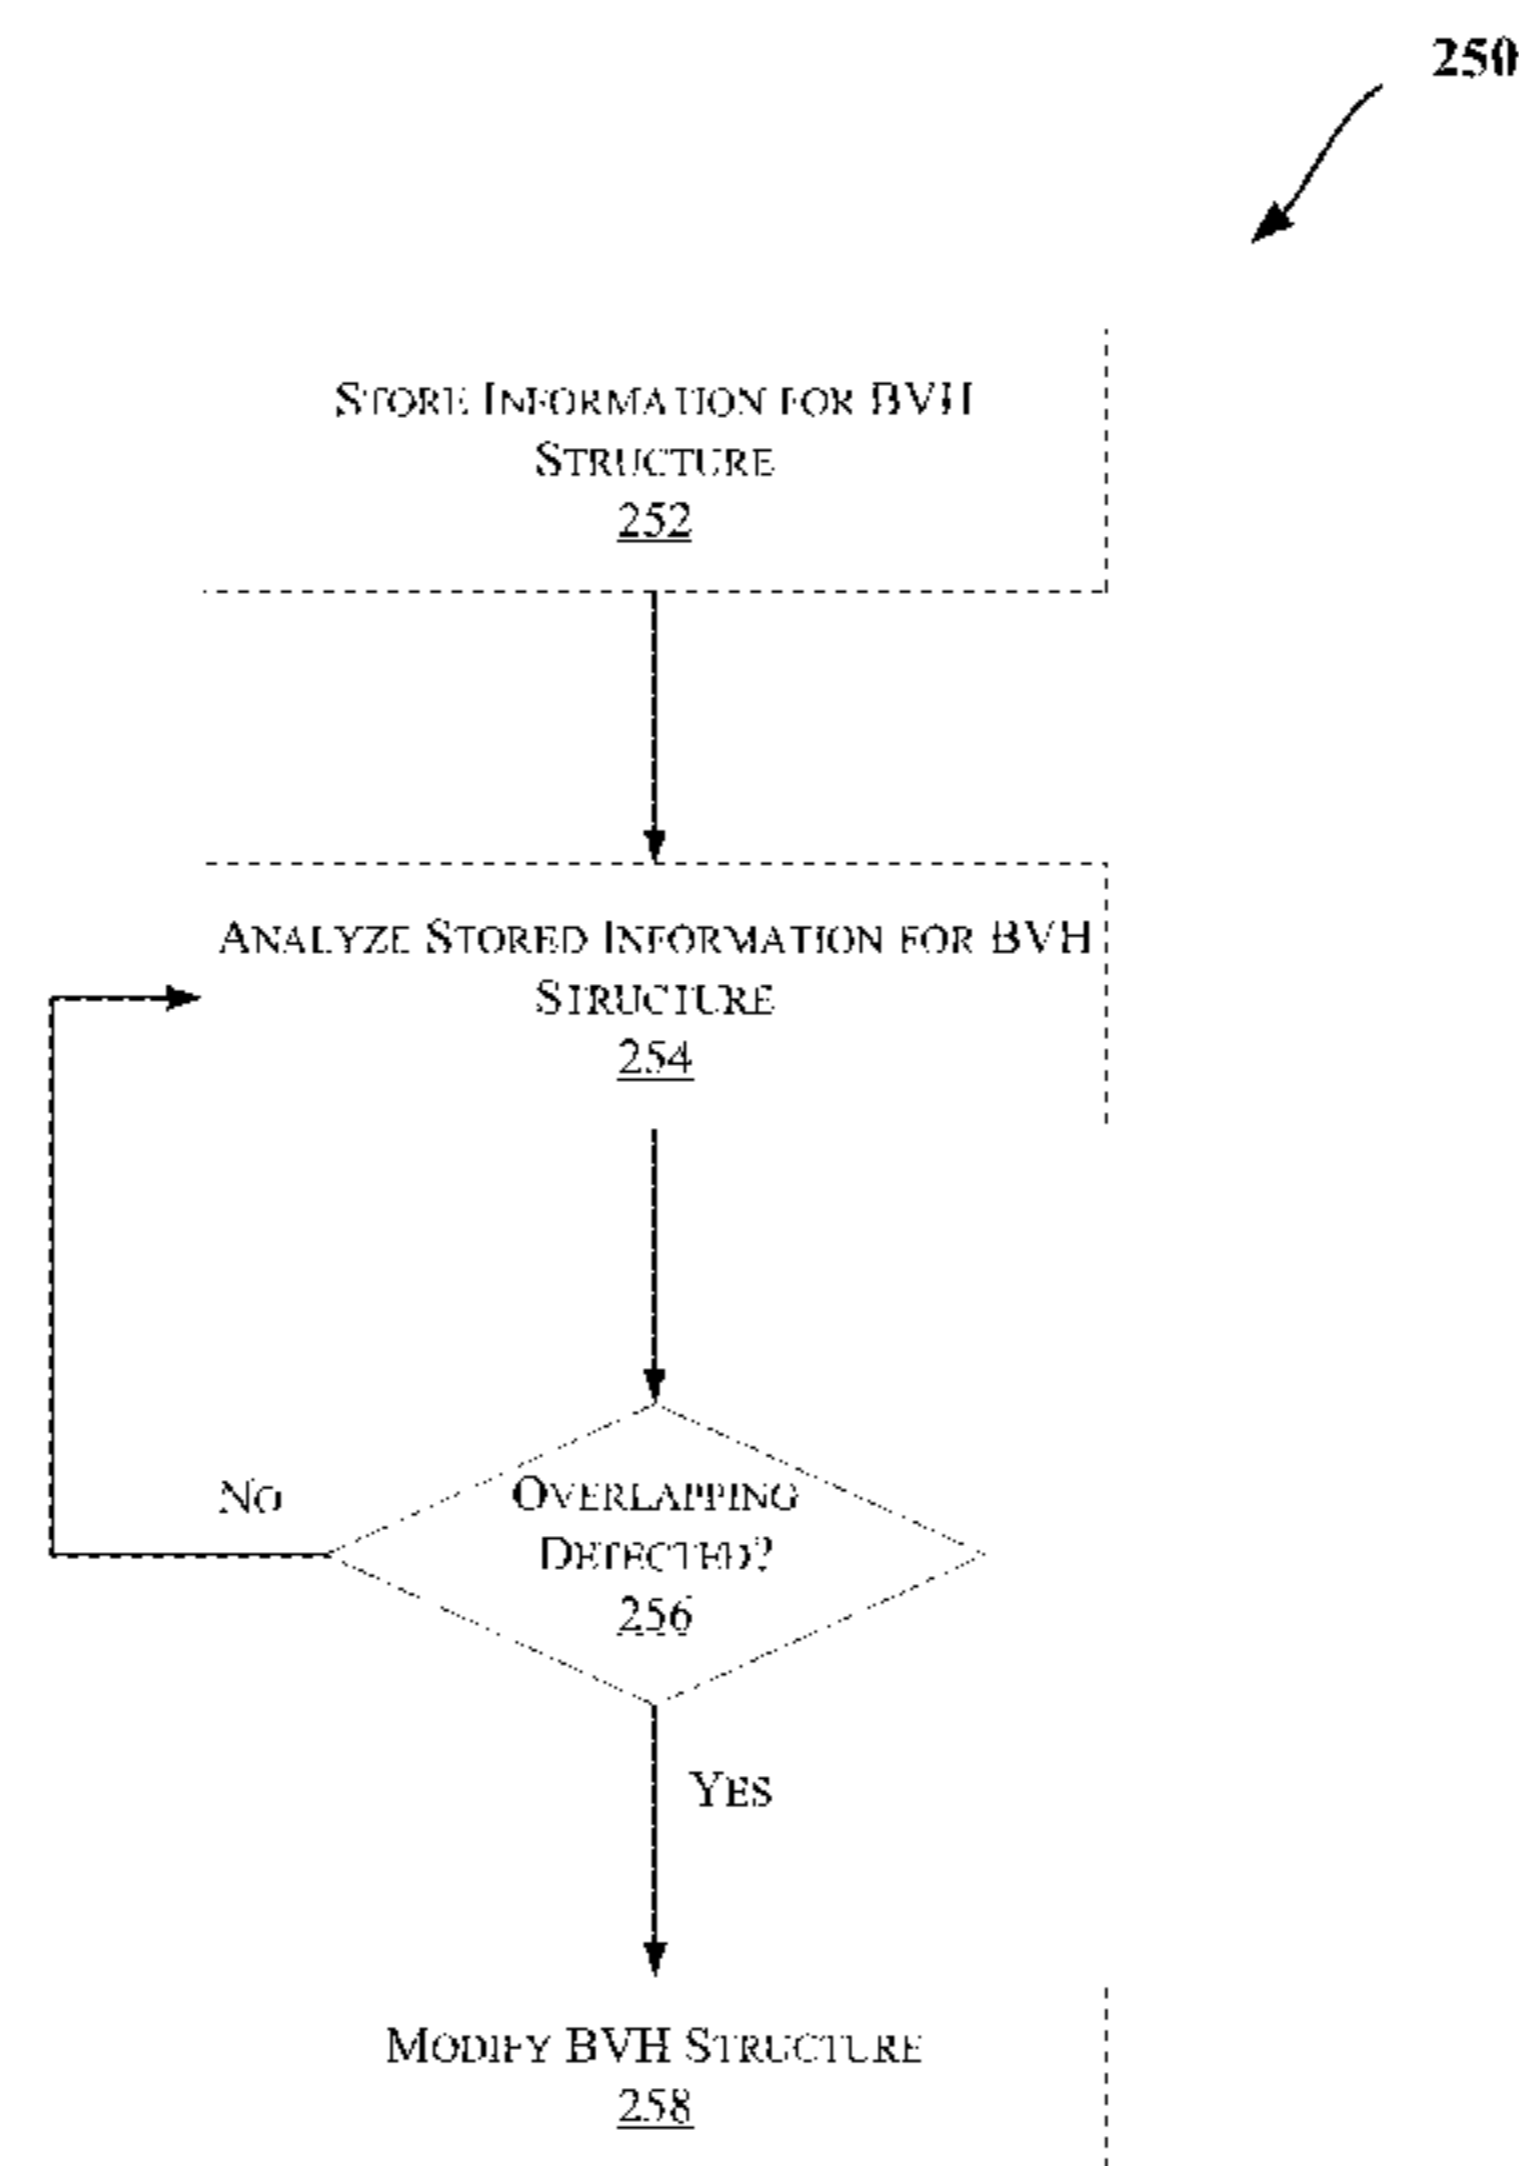 250
STORE INFORMATION FOR BVH
STRUCTURE
252
ANALYZE STORED INFORMATION FOR BVH
STRUCTURE
254
NO
OVERLAPPING
DETECTED?
256
YES
MODIFY BVH STRUCTURE
258